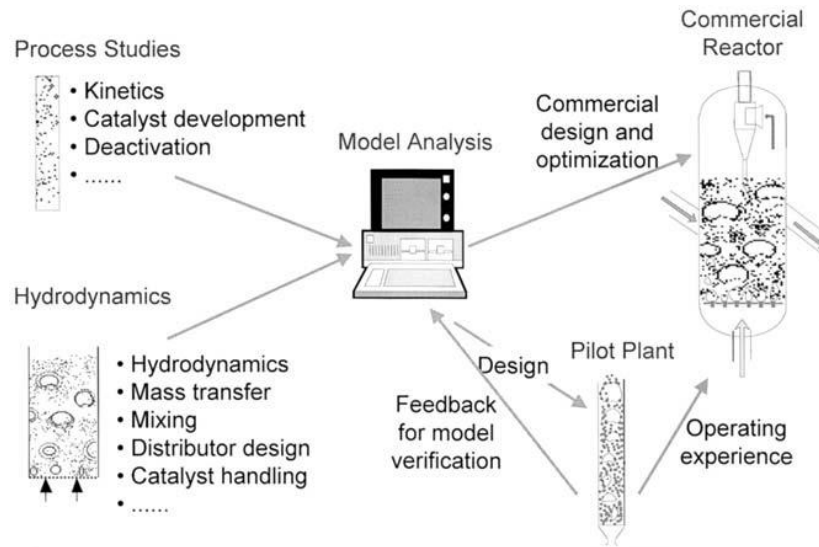 Process Studies
• Kinetics
• Catalyst development
• Deactivation
• ......
Model Analysis
Commercial
design and
optimization
Commercial
Reactor
Hydrodynamics
• Hydrodynamics
• Mass transfer
• Mixing
• Distributor design
• Catalyst handling
• ......
Design
Feedback
for model
verification
Pilot Plant
Operating
experience